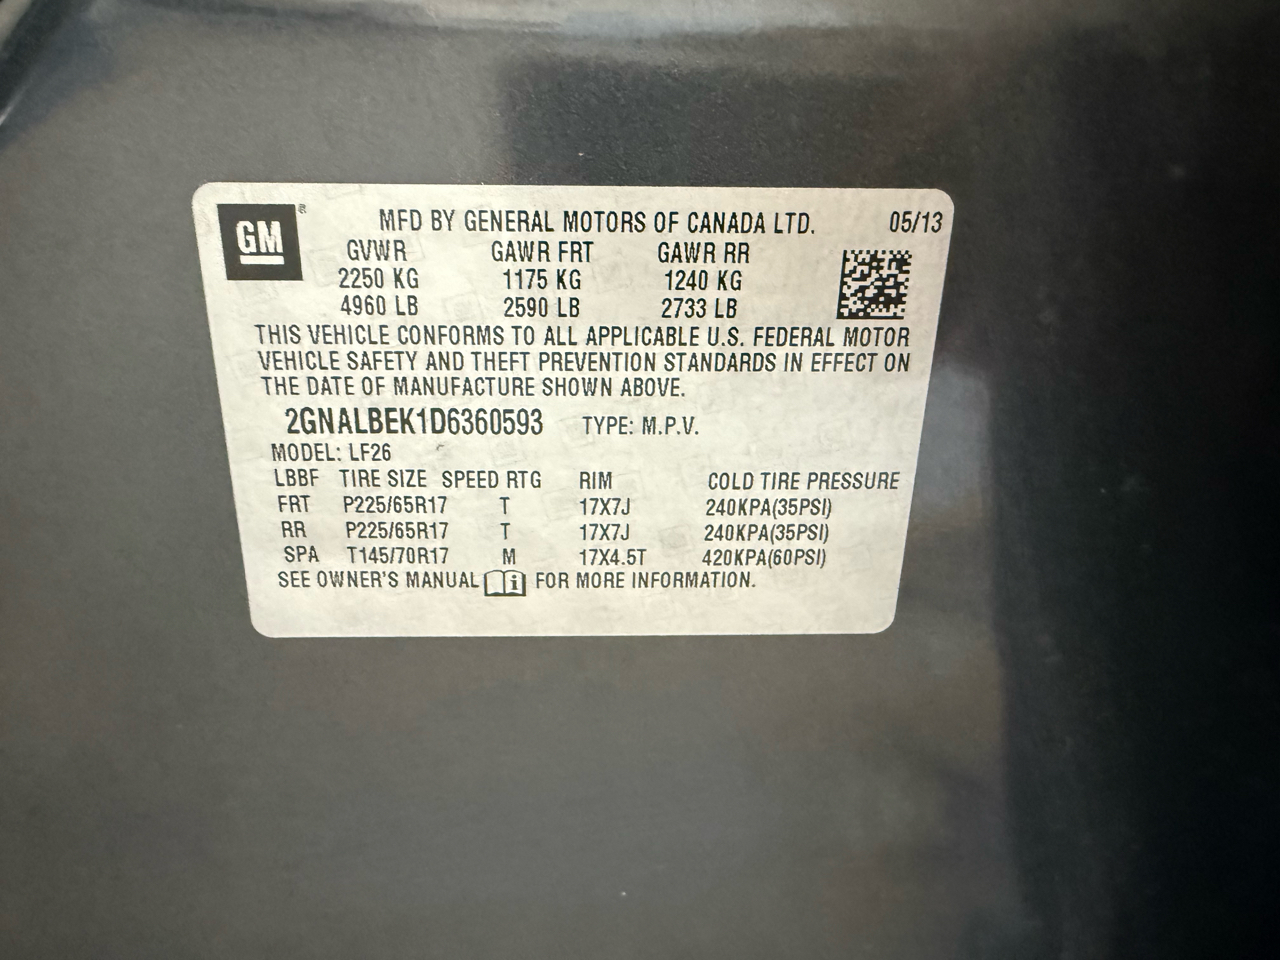 GM ®
MFD BY GENERAL MOTORS OF CANADA LTD. 05/13
GVWR GAWR FRT GAWR RR
2250 KG 1175 KG 1240 KG
4960 LB 2590 LB 2733 LB
THIS VEHICLE CONFORMS TO ALL APPLICABLE U.S. FEDERAL MOTOR
VEHICLE SAFETY AND THEFT PREVENTION STANDARDS IN EFFECT ON
THE DATE OF MANUFACTURE SHOWN ABOVE.
2GNALBEK1D6360593 TYPE: M.P.V.
MODEL: LF26
LBBF TIRE SIZE SPEED RTG RIM COLD TIRE PRESSURE
FRT P225/65R17 T 17X7J 240KPA(35PSI)
RR P225/65R17 T 17X7J 240KPA(35PSI)
SPA T145/70R17 M 17X4.5T 420KPA(60PSI)
SEE OWNER'S MANUAL i FOR MORE INFORMATION.